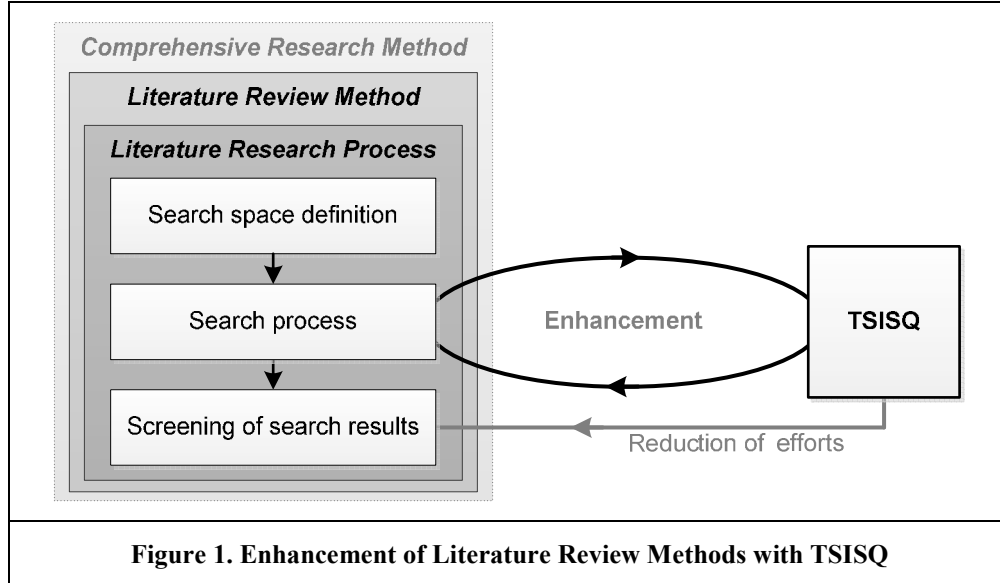 Comprehensive Research Method
Literature Review Method
Literature Research Process
Search space definition
Search process
Enhancement
TSISQ
Screening of search results
Reduction of efforts
Figure 1. Enhancement of Literature Review Methods with TSISQ